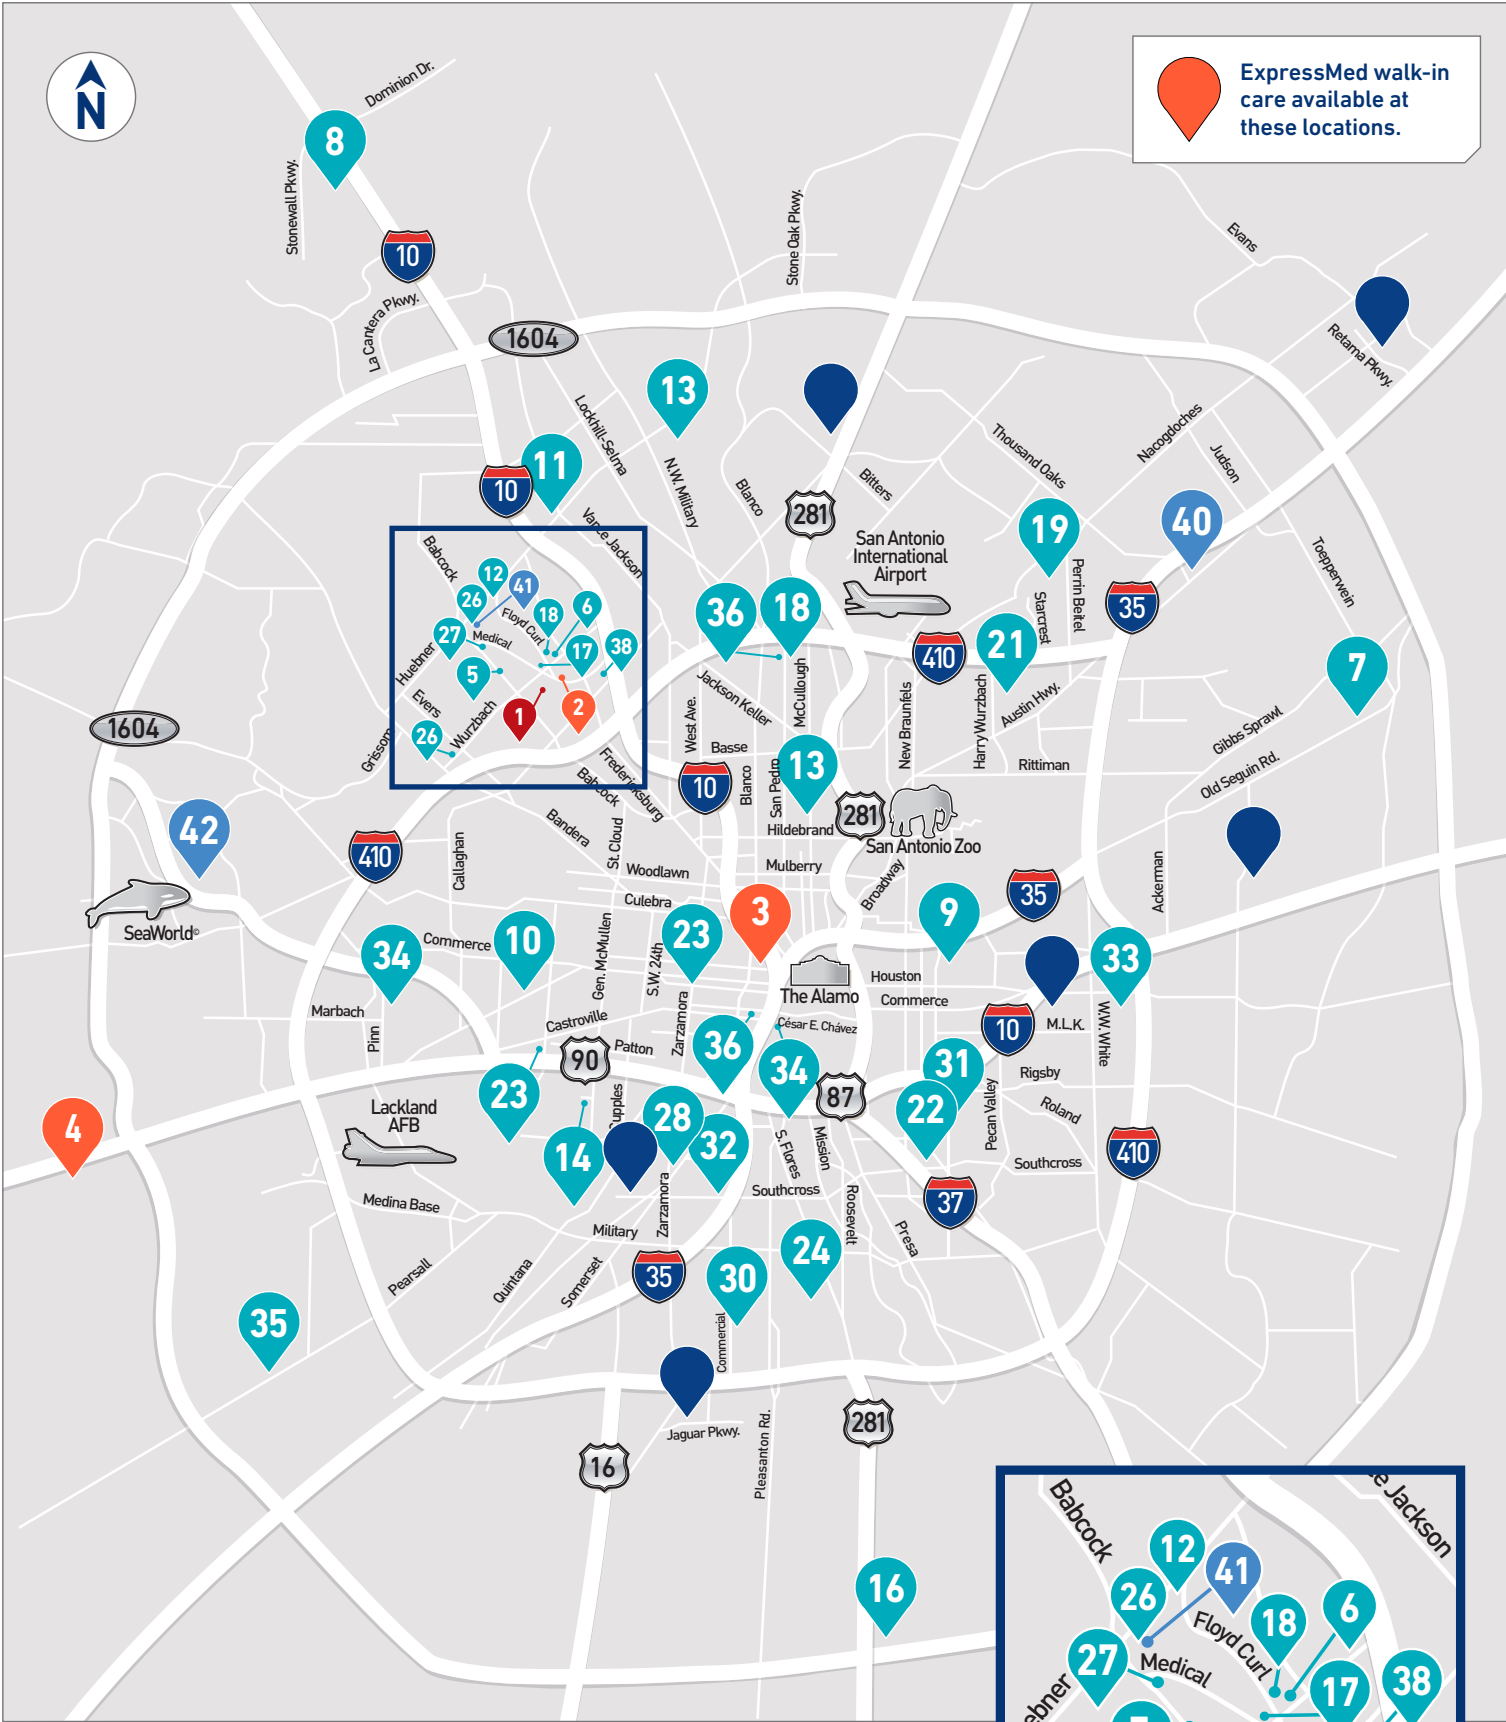 N
ExpressMed walk-in
care available at
these locations.
Dominion Dr.
8
Stonewall Pkwy.
Stone Oak Pkwy.
Evans
10
La Cantera Pkwy.
1604
Retama Pkwy.
13
Lockhill-Selma
Thousand Oaks
Nacogdoches
Judson
11
10
N.W. Military
Blanco
Bitters
281
Vance Jackson
19
40
San Antonio
International
Airport
Babcock
12
41
26
Floyd Curl
18
6
27
Medical
17
38
5
Huebner
Evers
1
2
Wurzbach
26
Grissom
36
18
410
21
Starcrest
Perrin Beitel
35
Toepperwein
7
Jackson Keller
McCullough
New Braunfels
Harry Wurzbach
Austin Hwy.
1604
West Ave.
Basse
Gibbs Sprawl
Old Seguin Rd.
Rittiman
Fredericksburg
Babcock
10
Blanco
San Pedro
13
281
Hildebrand
San Antonio Zoo
42
Bandera
St. Cloud
410
Callaghan
Woodlawn
Mulberry
Broadway
Ackerman
35
Culebra
3
9
SeaWorld©
34
Commerce
10
Gen. McMullen
S.W. 24th
23
33
Houston
The Alamo
Commerce
Marbach
Pinn
Castroville
Zarzamora
César E. Chávez
10
M.L.K.
W.W. White
90
Patton
36
34
31
Rigsby
23
Cupples
87
22
Pecan Valley
Roland
Lackland
AFB
28
4
14
32
S. Flores
Mission
410
Southcross
Southcross
Medina Base
Zarzamora
Roosevelt
37
Military
Presa
24
Pearsall
Quintana
Somerset
35
30
35
Commercial
Jaguar Pkwy.
281
16
Pleasanton Rd.
16
Babcock
e Jackson
12
41
26
Floyd Curl
18
6
27
Medical
17
38
ebner